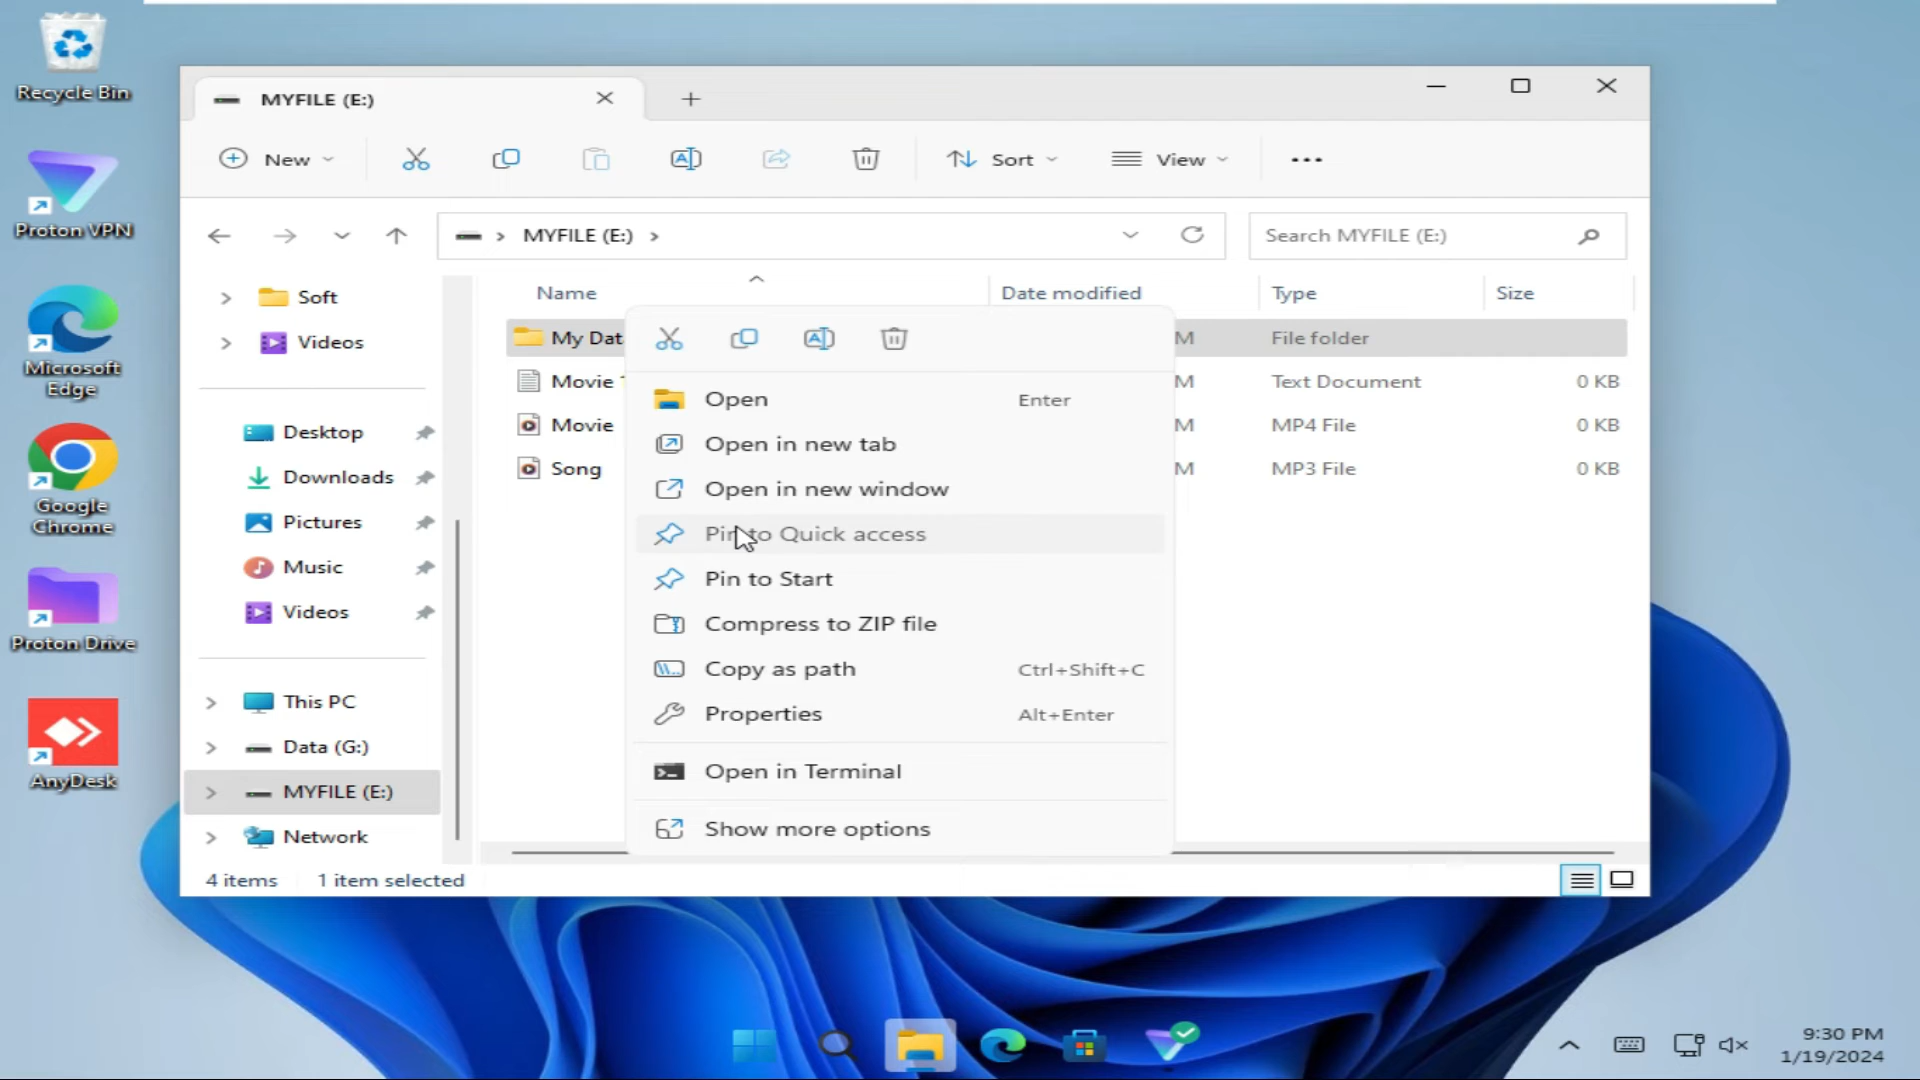 Recycle Bin
Proton VPN
Microsoft
Edge
Google
Chrome
Proton Drive
AnyDesk
MYFILE (E:)
New
Sort
View
MYFILE (E:)
Search MYFILE (E:)
Soft
Videos
Desktop
Downloads
Pictures
Music
Videos
This PC
Data (G:)
MYFILE (E:)
Network
Name Date modified Type Size
My Dat M File folder
Movie M Text Document 0 KB
Movie M MP4 File 0 KB
Song M MP3 File 0 KB
Open Enter
Open in new tab
Open in new window
Pin to Quick access
Pin to Start
Compress to ZIP file
Copy as path Ctrl+Shift+C
Properties Alt+Enter
Open in Terminal
Show more options
4 items 1 item selected
9:30 PM
1/19/2024